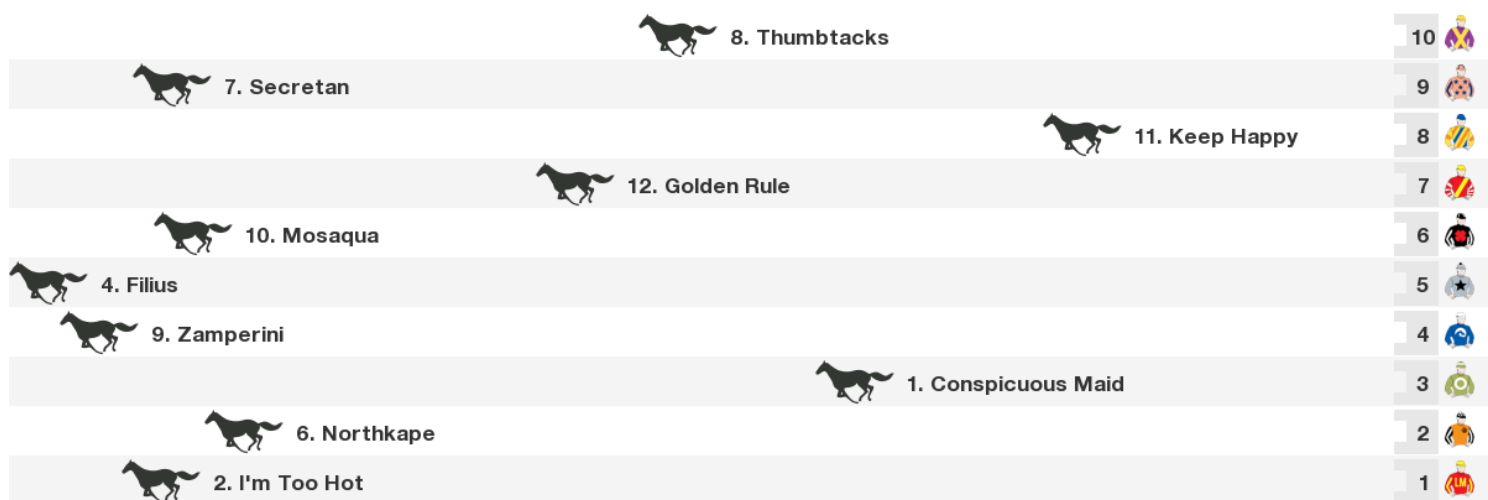 8. Thumbtacks 10
7. Secretan 9
11. Keep Happy 8
12. Golden Rule 7
10. Mosaqua 6
4. Filius 5
9. Zamperini 4
1. Conspicuous Maid 3
6. Northkape 2
2. I'm Too Hot 1 LM